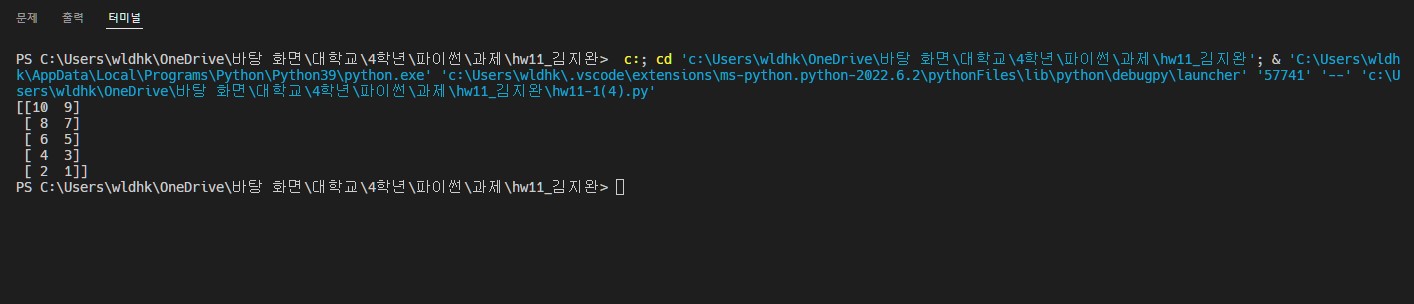 문제 출력 터미널
PS C:\Users\wldhk\OneDrive\바탕 화면\대학교\4학년\파이썬\과제\hw11_김지완>  c:; cd 'c:\Users\wldhk\OneDrive\바탕 화면\대학교\4학년\파이썬\과제\hw11_김지완'; & 'C:\Users\wldh
k\AppData\Local\Programs\Python\Python39\python.exe' 'c:\Users\wldhk\.vscode\extensions\ms-python.python-2022.6.2\pythonFiles\lib\python\debugpy\launcher' '57741' '--' 'c:\U
sers\wldhk\OneDrive\바탕 화면\대학교\4학년\파이썬\과제\hw11_김지완\hw11-1(4).py'
[[10  9]
 [ 8  7]
 [ 6  5]
 [ 4  3]
 [ 2  1]]
PS C:\Users\wldhk\OneDrive\바탕 화면\대학교\4학년\파이썬\과제\hw11_김지완>